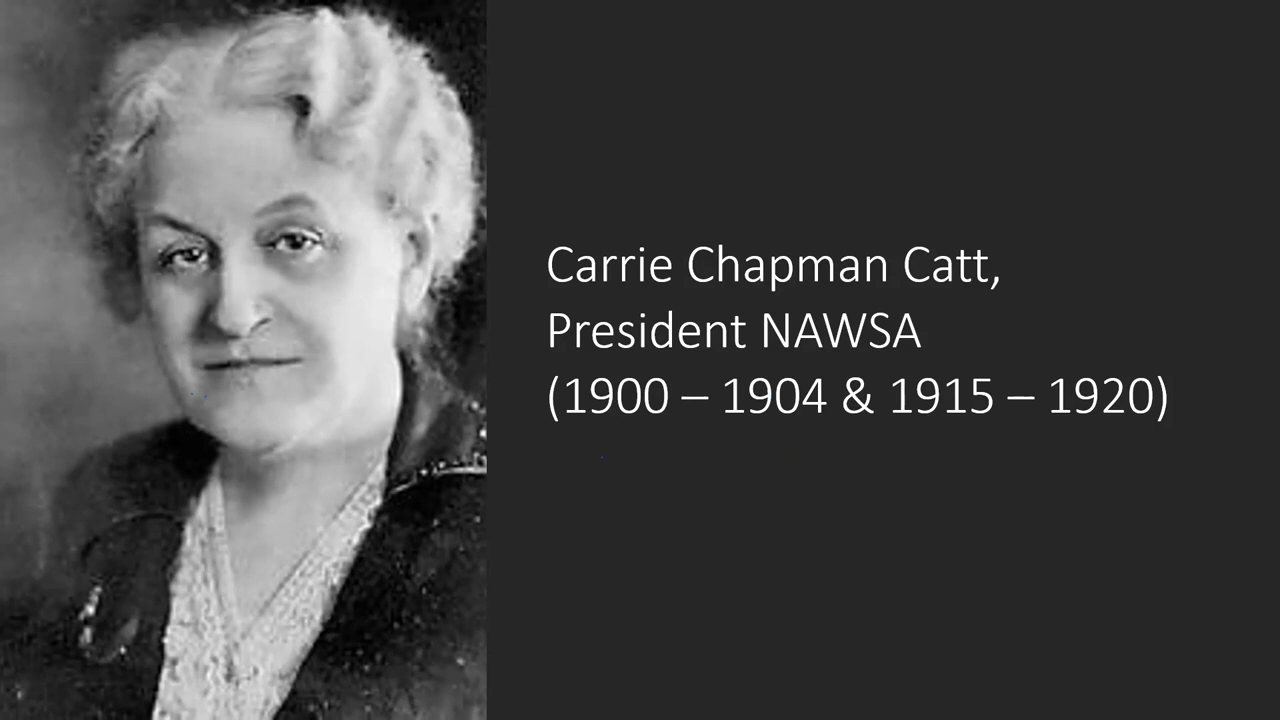 Carrie Chapman Catt,
President NAWSA
(1900 – 1904 & 1915 – 1920)